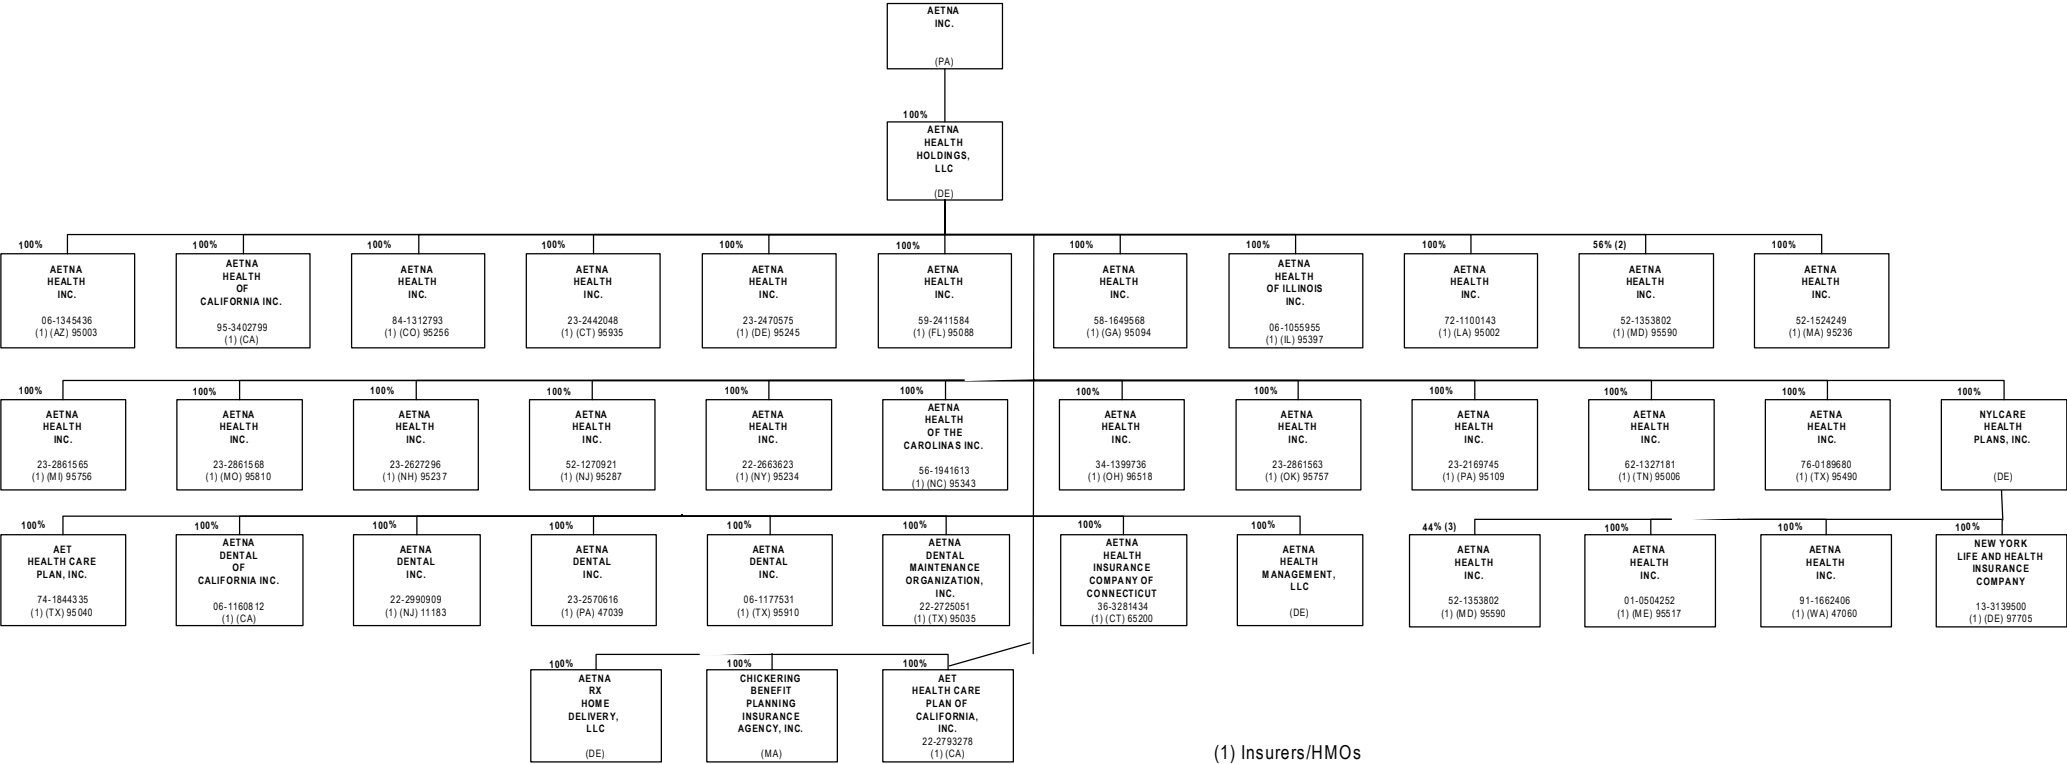 AETNA
INC.
(PA)
100%
AETNA
HEALTH
HOLDINGS,
LLC
(DE)
100%
AETNA
HEALTH
INC.
06-1345436
(1) (AZ) 95003
100%
AETNA
HEALTH
OF
CALIFORNIA INC.
95-3402799
(1) (CA)
100%
AETNA
HEALTH
INC.
84-1312793
(1) (CO) 95256
100%
AETNA
HEALTH
INC.
23-2442048
(1) (CT) 95935
100%
AETNA
HEALTH
INC.
23-2470575
(1) (DE) 95245
100%
AETNA
HEALTH
INC.
59-2411584
(1) (FL) 95088
100%
AETNA
HEALTH
INC.
58-1649568
(1) (GA) 95094
100%
AETNA
HEALTH
OF ILLINOIS
INC.
06-1055955
(1) (IL) 95397
100%
AETNA
HEALTH
INC.
72-1100143
(1) (LA) 95002
56% (2)
AETNA
HEALTH
INC.
52-1353802
(1) (MD) 95590
100%
AETNA
HEALTH
INC.
52-1524249
(1) (MA) 95236
100%
AETNA
HEALTH
INC.
23-2861565
(1) (MI) 95756
100%
AETNA
HEALTH
INC.
23-2861568
(1) (MO) 95810
100%
AETNA
HEALTH
INC.
23-2627296
(1) (NH) 95237
100%
AETNA
HEALTH
INC.
52-1270921
(1) (NJ) 95287
100%
AETNA
HEALTH
INC.
22-2663623
(1) (NY) 95234
100%
AETNA
HEALTH
OF THE
CAROLINAS INC.
56-1941613
(1) (NC) 95343
100%
AETNA
HEALTH
INC.
34-1399736
(1) (OH) 96518
100%
AETNA
HEALTH
INC.
23-2861563
(1) (OK) 95757
100%
AETNA
HEALTH
INC.
23-2169745
(1) (PA) 95109
100%
AETNA
HEALTH
INC.
62-1327181
(1) (TN) 95006
100%
AETNA
HEALTH
INC.
76-0189680
(1) (TX) 95490
100%
NYLCARE
HEALTH
PLANS, INC.
(DE)
100%
AET
HEALTH CARE
PLAN, INC.
74-1844335
(1) (TX) 95040
100%
AETNA
DENTAL
OF
CALIFORNIA INC.
06-1160812
(1) (CA)
100%
AETNA
DENTAL
INC.
22-2990909
(1) (NJ) 11183
100%
AETNA
DENTAL
INC.
23-2570616
(1) (PA) 47039
100%
AETNA
DENTAL
INC.
06-1177531
(1) (TX) 95910
100%
AETNA
DENTAL
MAINTENANCE
ORGANIZATION,
INC.
22-2725051
(1) (TX) 95035
100%
AETNA
HEALTH
INSURANCE
COMPANY OF
CONNECTICUT
36-3281434
(1) (CT) 65200
100%
AETNA
HEALTH
MANAGEMENT,
LLC
(DE)
44% (3)
AETNA
HEALTH
INC.
52-1353802
(1) (MD) 95590
100%
AETNA
HEALTH
INC.
01-0504252
(1) (ME) 95517
100%
AETNA
HEALTH
INC.
91-1662406
(1) (WA) 47060
100%
NEW YORK
LIFE AND HEALTH
INSURANCE
COMPANY
13-3139500
(1) (DE) 97705
100%
AETNA
RX
HOME
DELIVERY,
LLC
(DE)
100%
CHICKERING
BENEFIT
PLANNING
INSURANCE
AGENCY, INC.
(MA)
100%
AET
HEALTH CARE
PLAN OF
CALIFORNIA,
INC.
22-2793278
(1) (CA)
(1) Insurers/HMOs